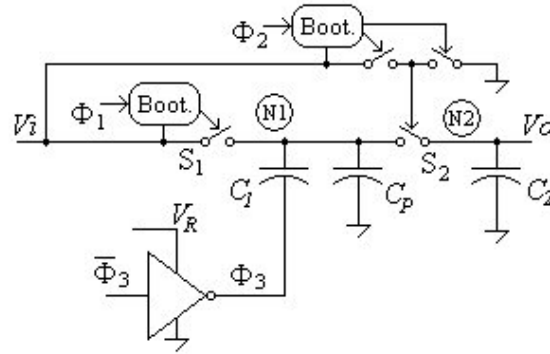 Φ2
Boot.
Φ1
Boot.
N1
N2
Vi
Vo
S1
S2
C1
Cp
C2
VR
Φ̅3
Φ3